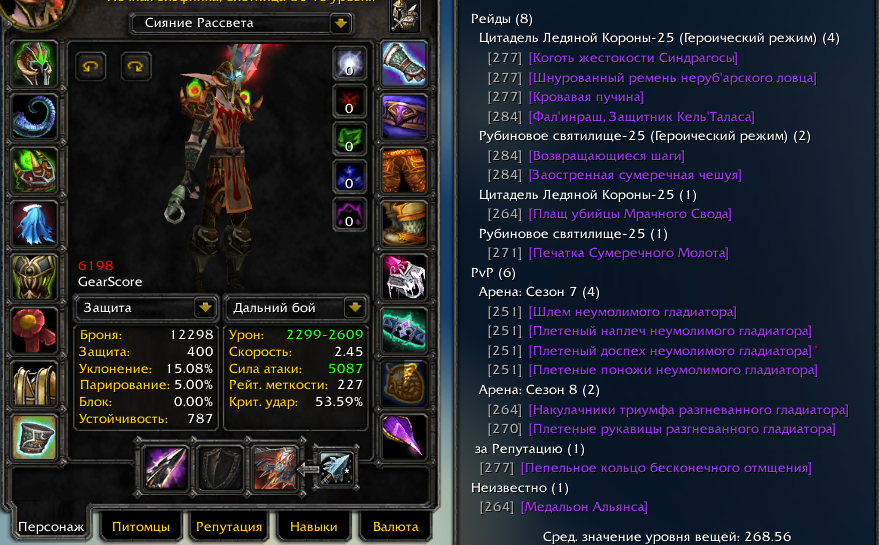 Сияние Рассвета
0
0
0
0
0
6198
GearScore
Защита
Дальний бой
Броня: 12298
Защита: 400
Уклонение: 15.08%
Парирование: 5.00%
Блок: 0.00%
Устойчивость: 787
Урон: 2299-2609
Скорость: 2.45
Сила атаки: 5087
Рейт. меткости: 227
Крит. удар: 53.59%
Персонаж
Питомцы
Репутация
Навыки
Валюта
Рейды (8)
Цитадель Ледяной Короны-25 (Героический режим) (4)
[277] [Коготь жестокости Синдрагосы]
[277] [Шнурованный ремень неруб'арского ловца]
[277] [Кровавая пучина]
[284] [Фал'инраш, Защитник Кель'Таласа]
Рубиновое святилище-25 (Героический режим) (2)
[284] [Возвращающиеся шаги]
[284] [Заостренная сумеречная чешуя]
Цитадель Ледяной Короны-25 (1)
[264] [Плащ убийцы Мрачного Свода]
Рубиновое святилище-25 (1)
[271] [Печатка Сумеречного Молота]
PvP (6)
Арена: Сезон 7 (4)
[251] [Шлем неумолимого гладиатора]
[251] [Плетеный наплеч неумолимого гладиатора]
[251] [Плетеный доспех неумолимого гладиатора]*
[251] [Плетеные поножи неумолимого гладиатора]
Арена: Сезон 8 (2)
[264] [Накулачники триумфа разгневанного гладиатора]
[270] [Плетеные рукавицы разгневанного гладиатора]
за Репутацию (1)
[277] [Пепельное кольцо бесконечного отмщения]
Неизвестно (1)
[264] [Медальон Альянса]
Сред. значение уровня вещей: 268.56